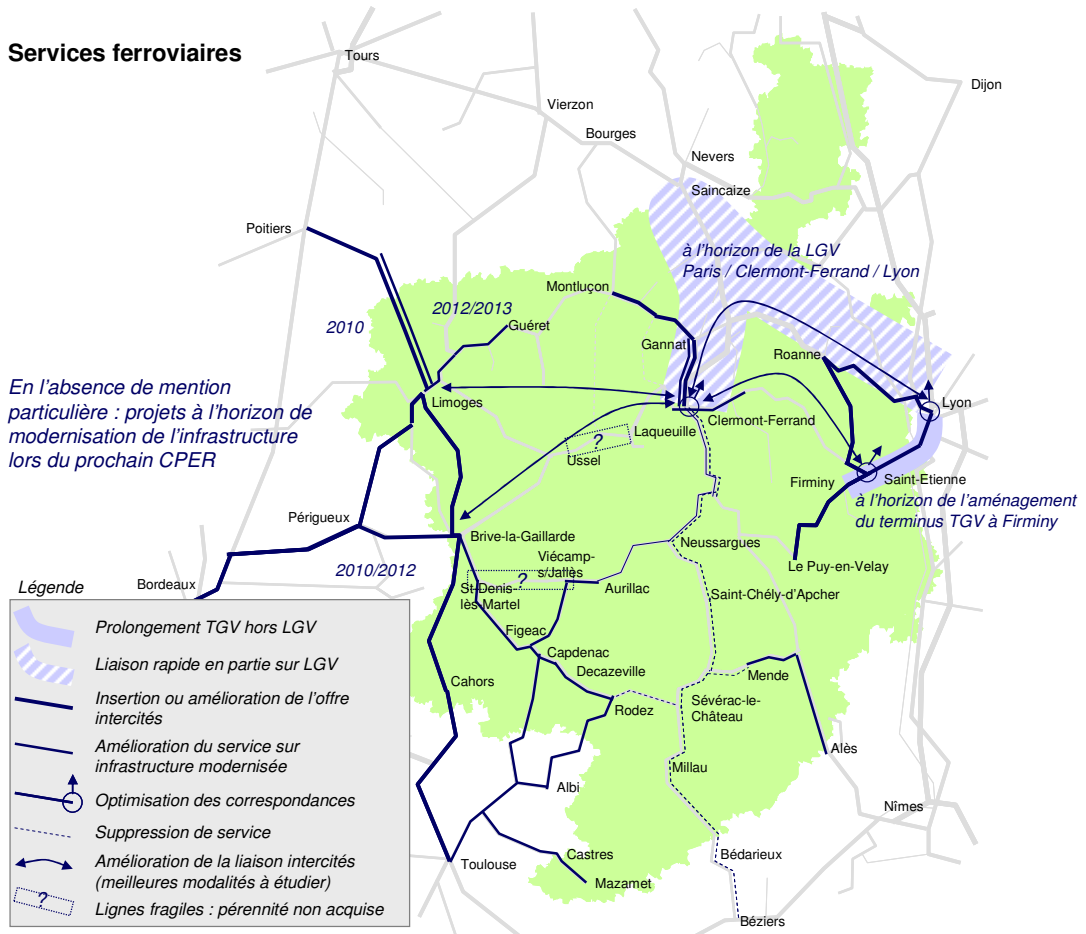 Services ferroviaires
Tours
Dijon
Vierzon
Bourges
Nevers
Saincaize
Poitiers
à l'horizon de la LGV
Paris / Clermont-Ferrand / Lyon
Montluçon
2012/2013
2010
Guéret
Gannat
Roanne
En l'absence de mention
particulière : projets à l'horizon de
modernisation de l'infrastructure
lors du prochain CPER
Limoges
Lyon
Clermont-Ferrand
Laqueuille
?
Ussel
Firminy
Saint-Etienne
à l'horizon de l'aménagement
du terminus TGV à Firminy
Périgueux
Brive-la-Gaillarde
Neussargues
Viécamp-
s/Jallès
Le Puy-en-Velay
2010/2012
Bordeaux
?
St-Denis-
lès-Martel
Aurillac
Saint-Chély-d'Apcher
Figeac
Capdenac
Decazeville
Mende
Cahors
Rodez
Sévérac-le-
Château
Alès
Millau
Albi
Nîmes
Castres
Toulouse
Bédarieux
Mazamet
Béziers
Légende
Prolongement TGV hors LGV
Liaison rapide en partie sur LGV
Insertion ou amélioration de l'offre
intercités
Amélioration du service sur
infrastructure modernisée
Optimisation des correspondances
Suppression de service
Amélioration de la liaison intercités
(meilleures modalités à étudier)
?
Lignes fragiles : pérennité non acquise